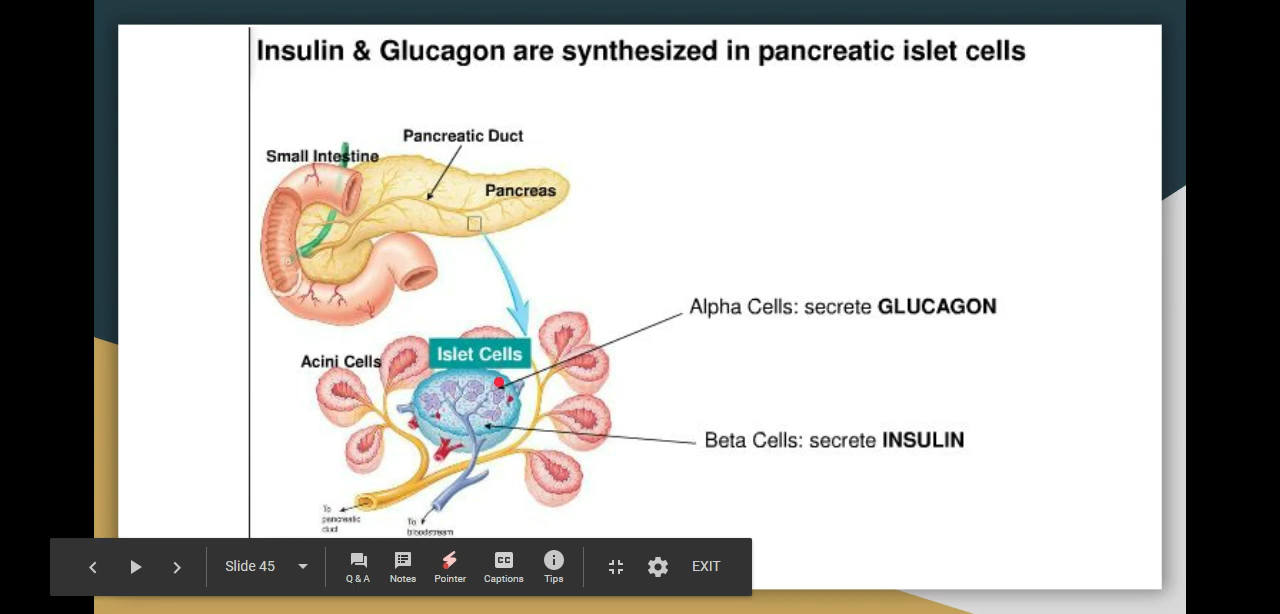 Insulin & Glucagon are synthesized in pancreatic islet cells
Pancreatic Duct
Small Intestine
Pancreas
Alpha Cells: secrete GLUCAGON
Islet Cells
Acini Cells
Beta Cells: secrete INSULIN
To
pancreatic
duct
To
bloodstream
Slide 45
Q & A
Notes
Pointer
CC
Captions
Tips
EXIT